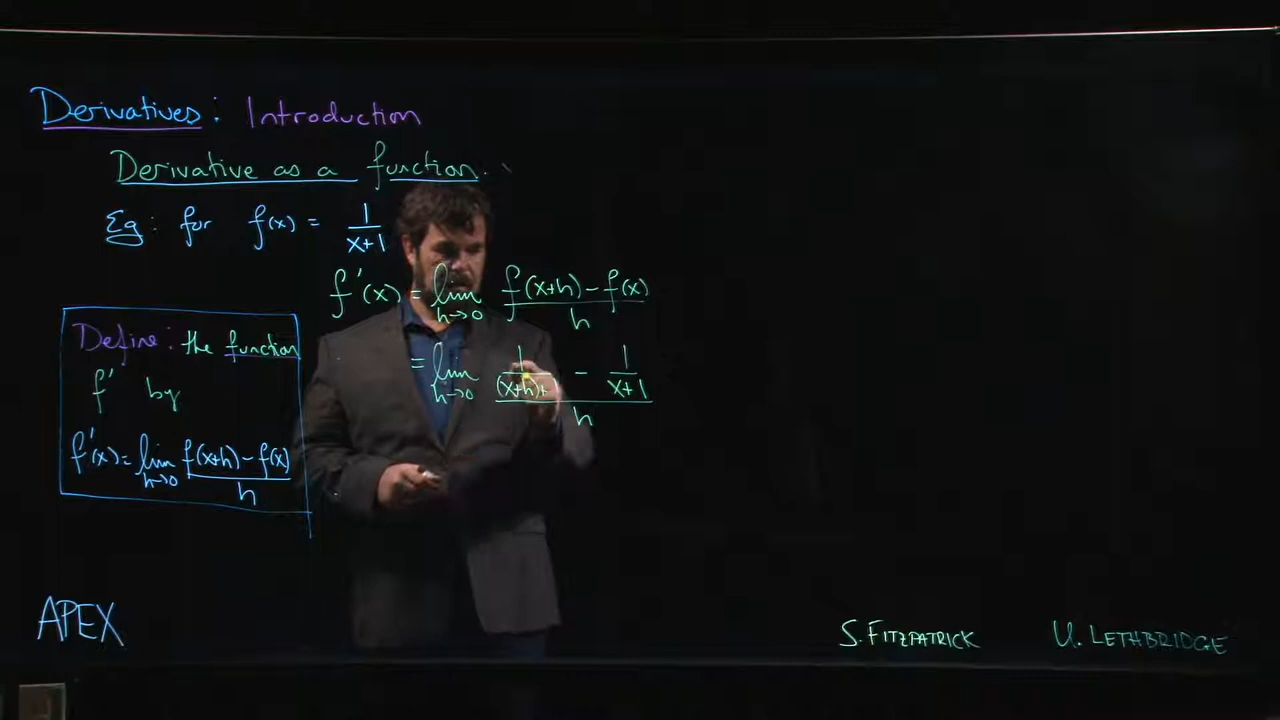 Derivatives: Introduction
Derivative as a function.
Eg: for f(x) = 1/(x+1)
f'(x) = lim h→0 (f(x+h) - f(x))/h
= lim h→0 (1/((x+h)+ - 1/(x+1))/h
Define: the function
f' by
f'(x) = lim h→0 (f(x+h) - f(x))/h
APEX
S. FITZPATRICK
U. LETHBRIDGE